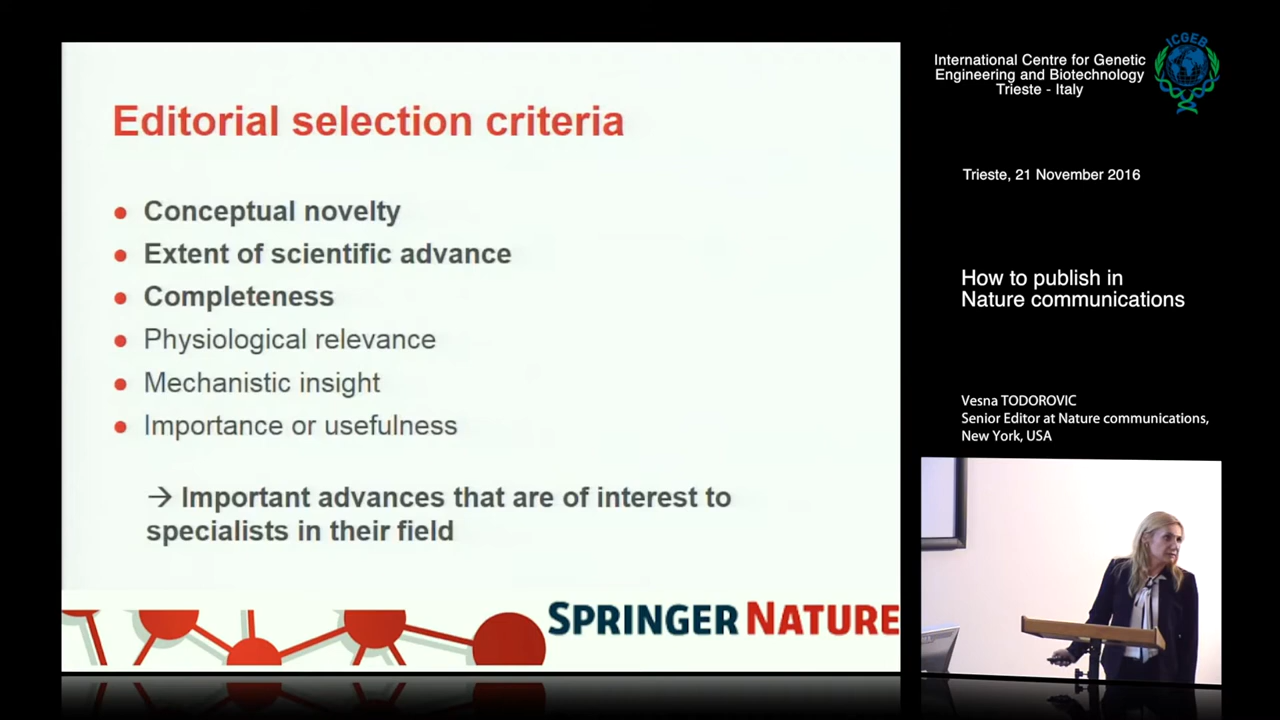 Editorial selection criteria
● Conceptual novelty
● Extent of scientific advance
● Completeness
● Physiological relevance
● Mechanistic insight
● Importance or usefulness
→ Important advances that are of interest to
specialists in their field
SPRINGER NATURE
ICGEB
International Centre for Genetic
Engineering and Biotechnology
Trieste - Italy
Trieste, 21 November 2016
How to publish in
Nature communications
Vesna TODOROVIC
Senior Editor at Nature communications,
New York, USA